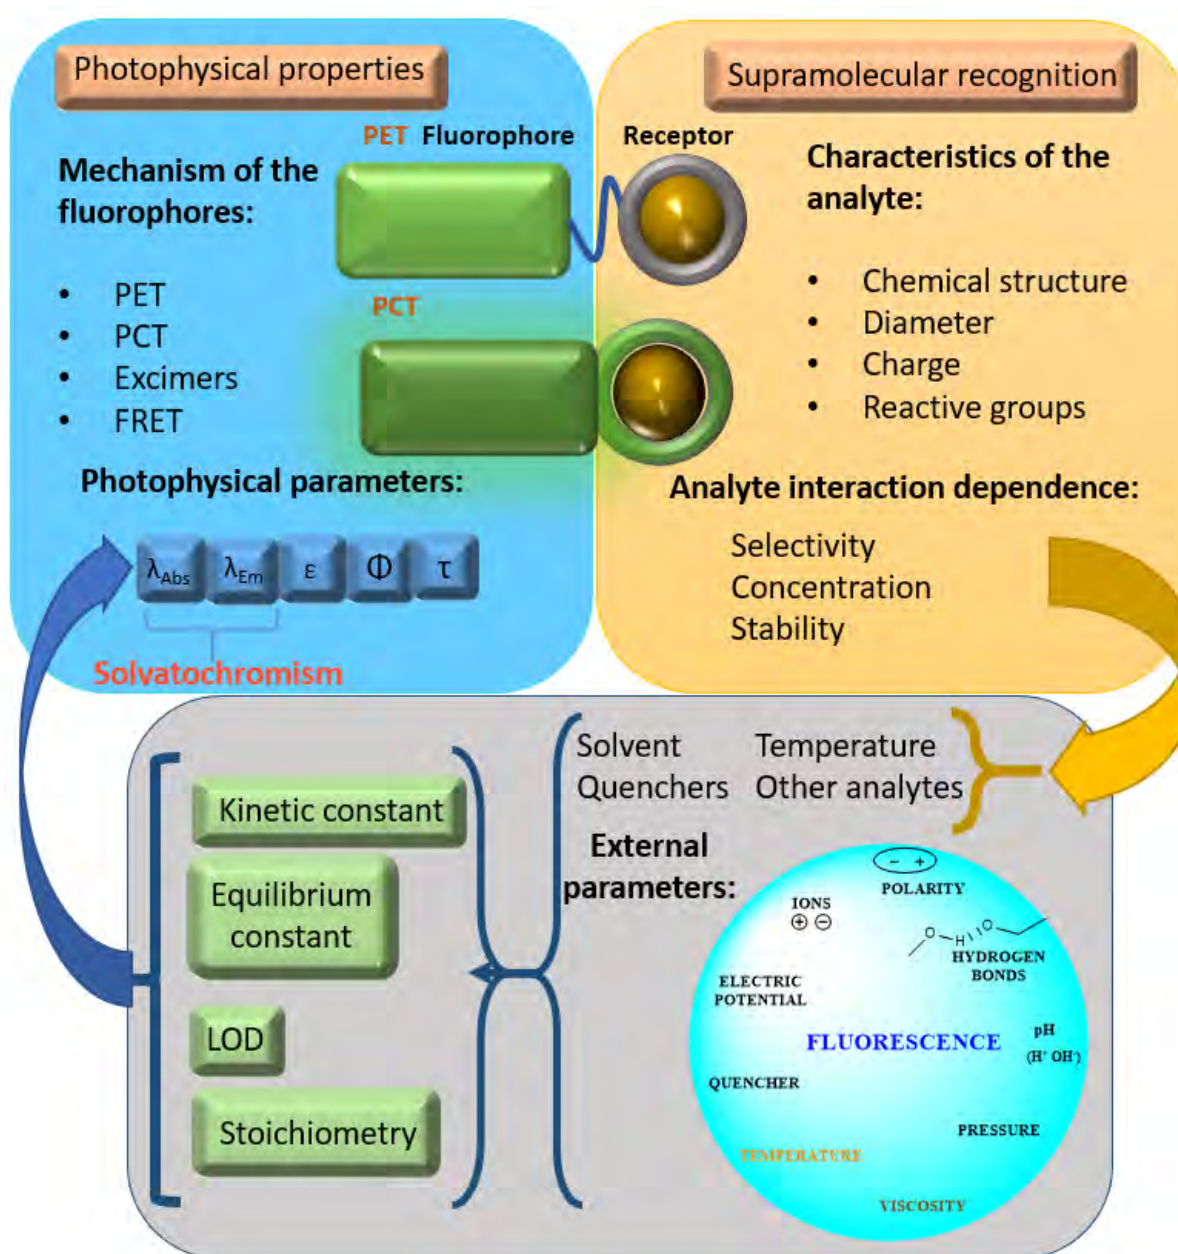 Photophysical properties
Supramolecular recognition
PET Fluorophore
Receptor
Mechanism of the
fluorophores:
• PET
• PCT
• Excimers
• FRET
PCT
Characteristics of the
analyte:
• Chemical structure
• Diameter
• Charge
• Reactive groups
Photophysical parameters:
λAbs λEm ε Φ τ
Solvatochromism
Analyte interaction dependence:
Selectivity
Concentration
Stability
Kinetic constant
Equilibrium
constant
LOD
Stoichiometry
Solvent Temperature
Quenchers Other analytes
External
parameters:
− +
POLARITY
IONS
⊕ ⊖
O H O
HYDROGEN
BONDS
ELECTRIC
POTENTIAL
FLUORESCENCE
pH
(H⁺ OH⁻)
QUENCHER
PRESSURE
TEMPERATURE
VISCOSITY